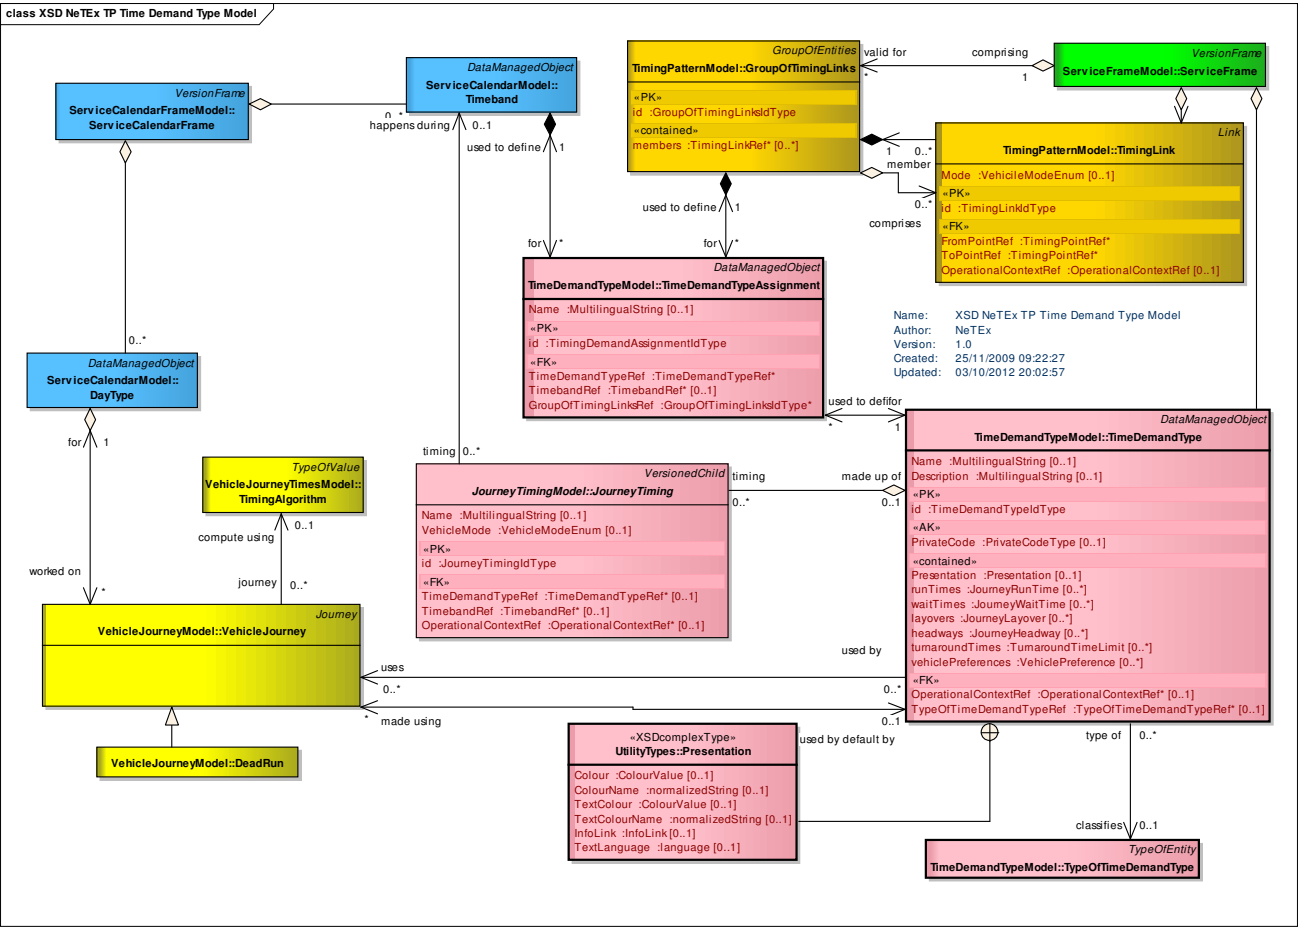 class XSD NeTEx TP Time Demand Type Model
VersionFrame
ServiceCalendarFrameModel::
ServiceCalendarFrame
0..*
DataManagedObject
ServiceCalendarModel::
Timeband
happens during
0..1
used to define
1
GroupOfEntities
TimingPatternModel::GroupOfTimingLinks
«PK»
id :GroupOfTimingLinksIdType
«contained»
members :TimingLinkRef* [0..*]
valid for
*
comprising
1
VersionFrame
ServiceFrameModel::ServiceFrame
1
0..*
member
0..*
comprises
Link
TimingPatternModel::TimingLink
Mode :VehicileModeEnum [0..1]
«PK»
id :TimingLinkIdType
«FK»
FromPointRef :TimingPointRef*
ToPointRef :TimingPointRef*
OperationalContextRef :OperationalContextRef [0..1]
used to define
1
for
*
for
*
DataManagedObject
TimeDemandTypeModel::TimeDemandTypeAssignment
Name :MultilingualString [0..1]
«PK»
id :TimingDemandAssignmentIdType
«FK»
TimeDemandTypeRef :TimeDemandTypeRef*
TimebandRef :TimebandRef* [0..1]
GroupOfTimingLinksRef :GroupOfTimingLinksIdType*
Name: XSD NeTEx TP Time Demand Type Model
Author: NeTEx
Version: 1.0
Created: 25/11/2009 09:22:27
Updated: 03/10/2012 20:02:57
0..*
DataManagedObject
ServiceCalendarModel::
DayType
for
1
used to defifor
*
1
DataManagedObject
TimeDemandTypeModel::TimeDemandType
Name :MultilingualString [0..1]
Description :MultilingualString [0..1]
«PK»
id :TimeDemandTypeIdType
«AK»
PrivateCode :PrivateCodeType [0..1]
«contained»
Presentation :Presentation [0..1]
runTimes :JourneyRunTime [0..*]
waitTimes :JourneyWaitTime [0..*]
layovers :JourneyLayover [0..*]
headways :JourneyHeadway [0..*]
turnaroundTimes :TurnaroundTimeLimit [0..*]
vehiclePreferences :VehiclePreference [0..*]
«FK»
OperationalContextRef :OperationalContextRef* [0..1]
TypeOfTimeDemandTypeRef :TypeOfTimeDemandTypeRef* [0..1]
timing
0..*
VersionedChild
JourneyTimingModel::JourneyTiming
Name :MultilingualString [0..1]
VehicleMode :VehicleModeEnum [0..1]
«PK»
id :JourneyTimingIdType
«FK»
TimeDemandTypeRef :TimeDemandTypeRef* [0..1]
TimebandRef :TimebandRef* [0..1]
OperationalContextRef :OperationalContextRef* [0..1]
timing
0..*
made up of
0..1
TypeOfValue
VehicleJourneyTimesModel::
TimingAlgorithm
compute using
0..1
worked on
*
journey
0..*
Journey
VehicleJourneyModel::VehicleJourney
uses
0..*
used by
0..*
*
made using
0..1
used by default by
VehicleJourneyModel::DeadRun
«XSDcomplexType»
UtilityTypes::Presentation
Colour :ColourValue [0..1]
ColourName :normalizedString [0..1]
TextColour :ColourValue [0..1]
TextColourName :normalizedString [0..1]
InfoLink :InfoLink [0..1]
TextLanguage :language [0..1]
type of
0..*
classifies
0..1
TypeOfEntity
TimeDemandTypeModel::TypeOfTimeDemandType